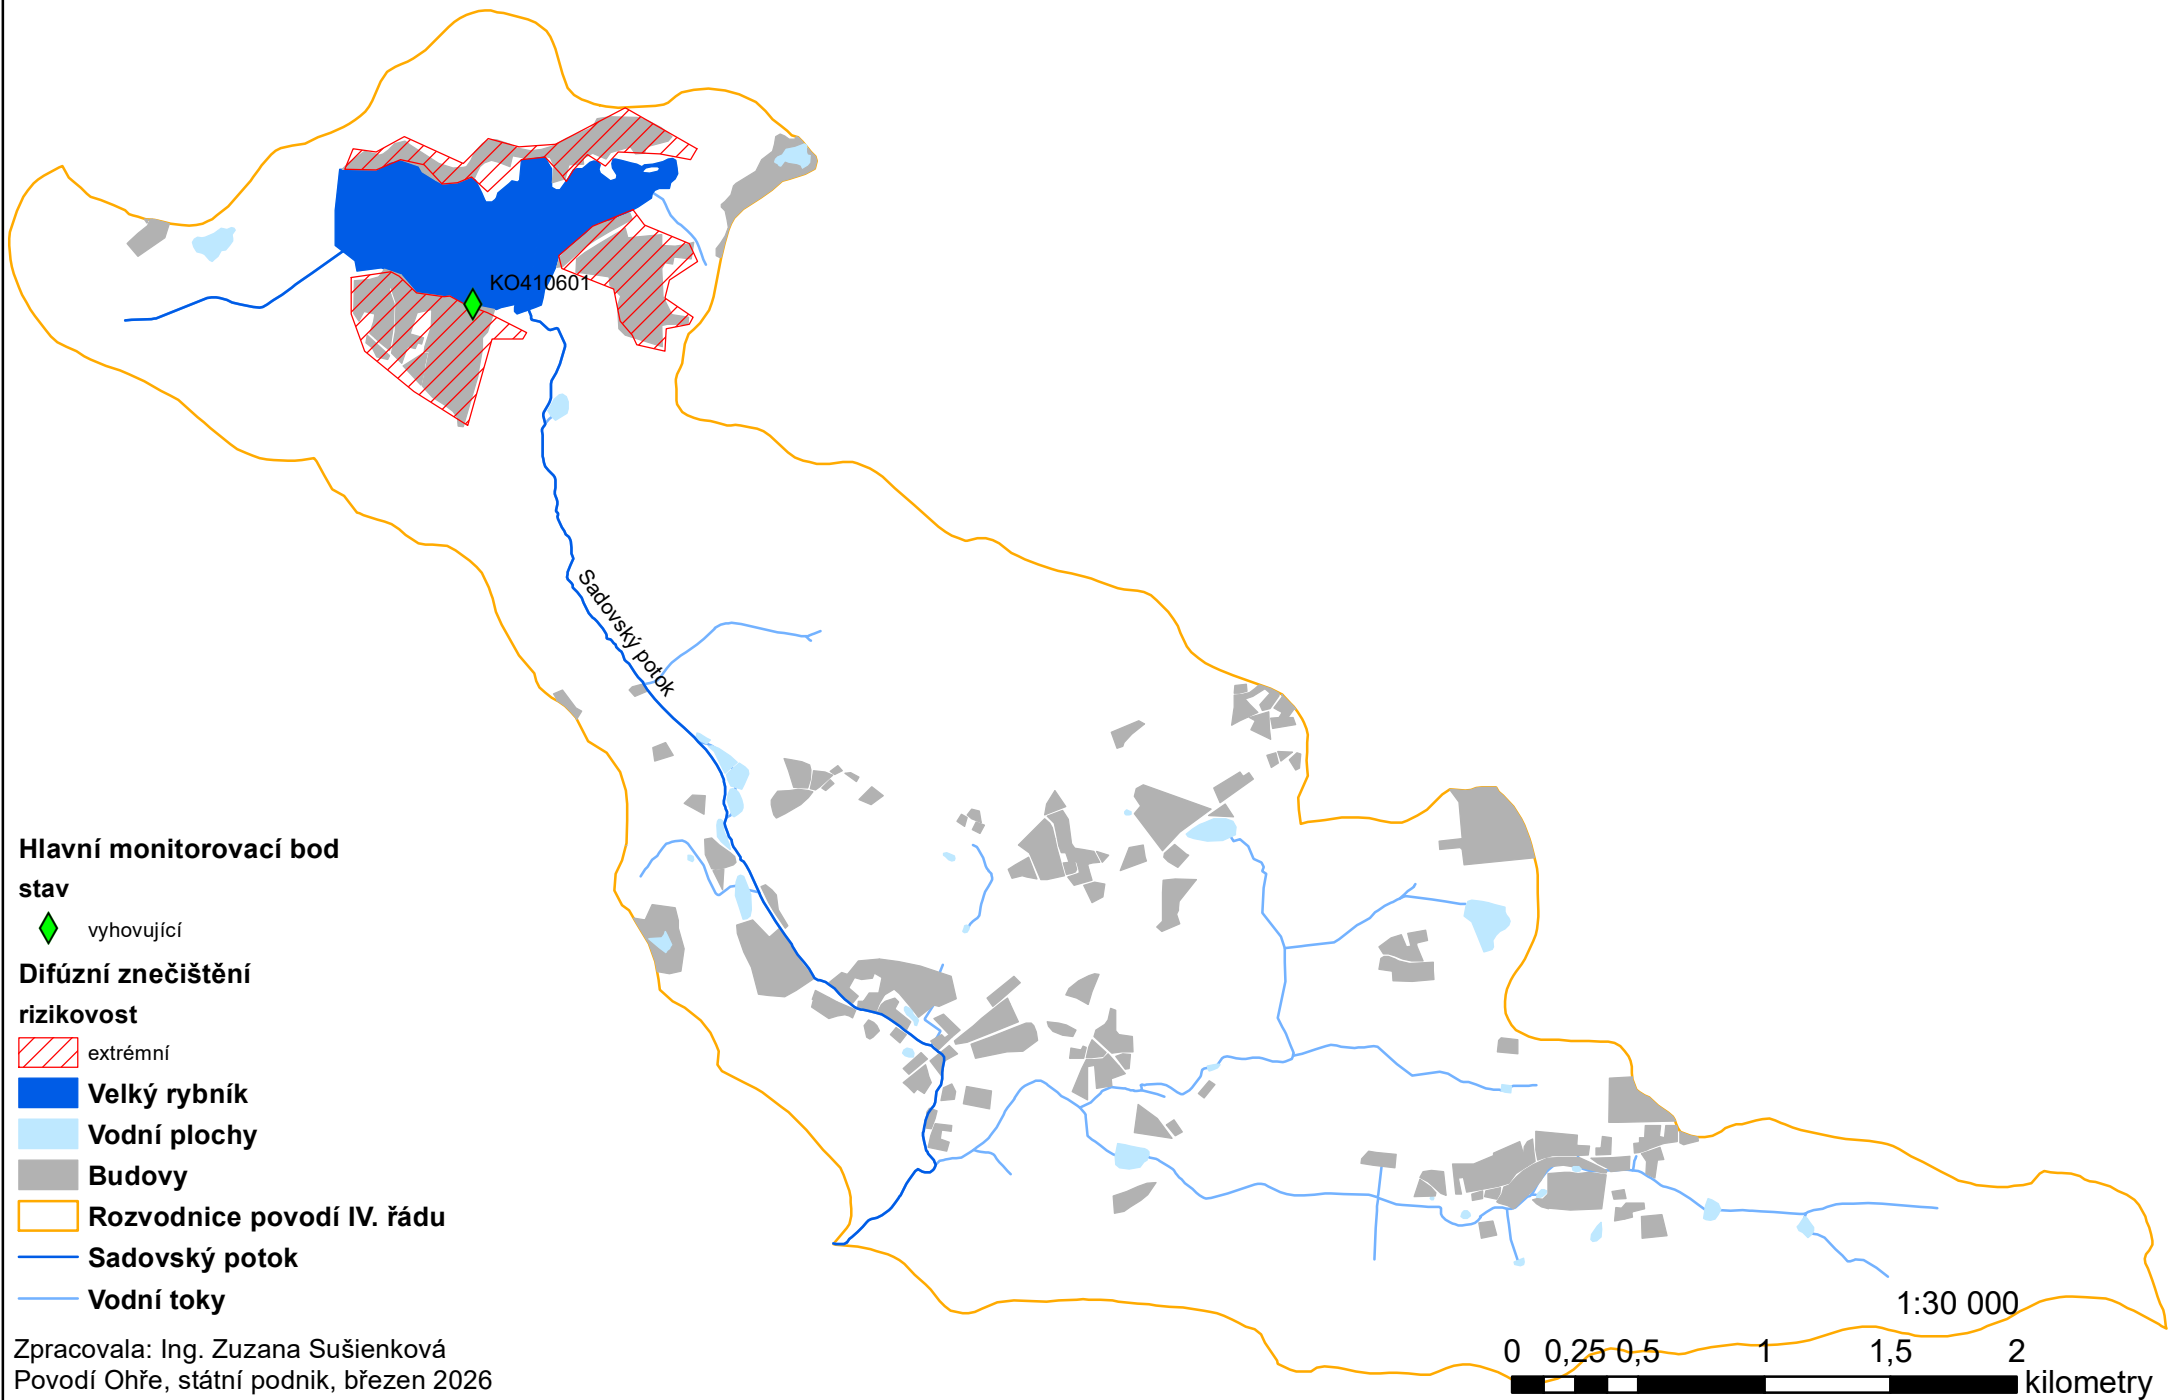 KO410601
Sadovský potok
Hlavní monitorovací bod
stav
vyhovující
Difúzní znečištění
rizikovost
extrémní
Velký rybník
Vodní plochy
Budovy
Rozvodnice povodí IV. řádu
Sadovský potok
Vodní toky
Zpracovala: Ing. Zuzana Sušienková
Povodí Ohře, státní podnik, březen 2026
1:30 000
0 0,25 0,5 1 1,5 2
kilometry